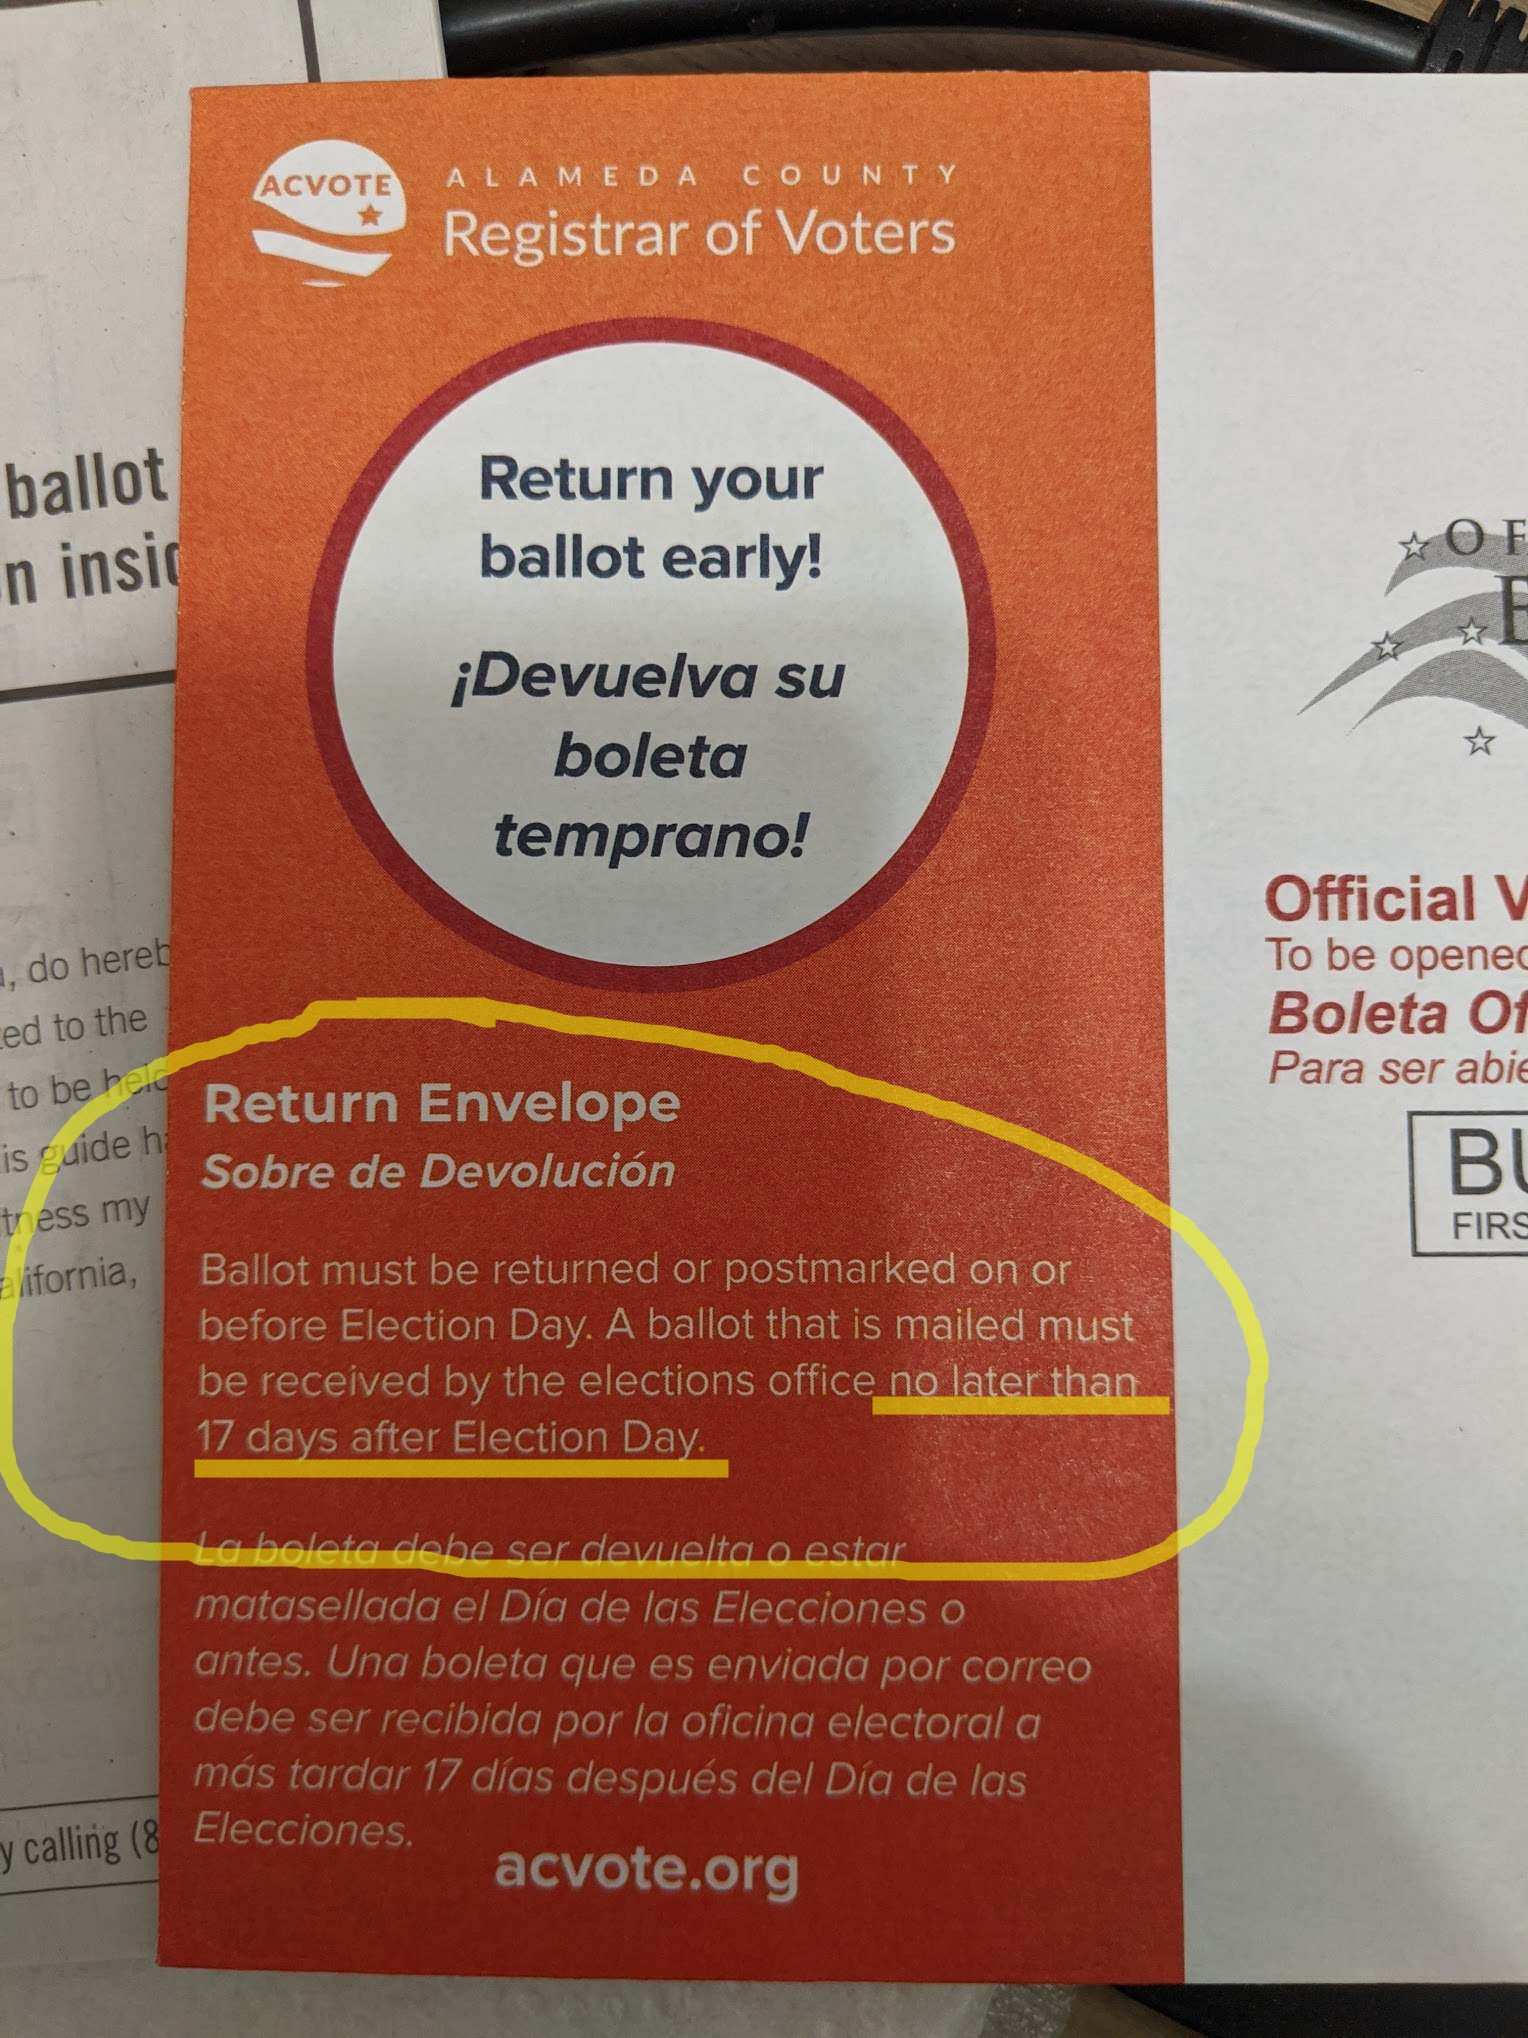 ballot
n insid
ACVOTE
ALAMEDA COUNTY
Registrar of Voters
Return your
ballot early!
¡Devuelva su
boleta
temprano!
, do hereb
ed to the
to be held
is guide ha
tness my
alifornia,
y calling (8
Return Envelope
Sobre de Devolución
Ballot must be returned or postmarked on or
before Election Day. A ballot that is mailed must
be received by the elections office no later than
17 days after Election Day.
La boleta debe ser devuelta o estar
matasellada el Día de las Elecciones o
antes. Una boleta que es enviada por correo
debe ser recibida por la oficina electoral a
más tardar 17 días después del Día de las
Elecciones.
acvote.org
OF
Official V
To be opened
Boleta Of
Para ser abie
BU
FIRS